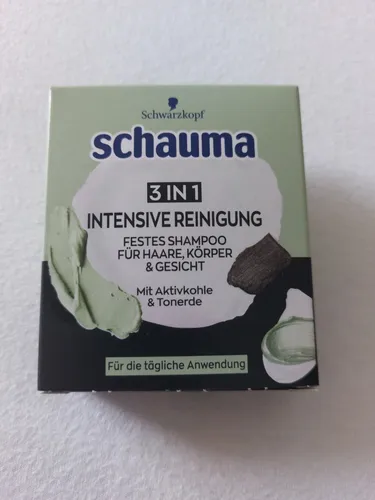 Schwarzkopf
schauma
3 IN 1
INTENSIVE REINIGUNG
FESTES SHAMPOO
FÜR HAARE, KÖRPER
& GESICHT
Mit Aktivkohle
& Tonerde
Für die tägliche Anwendung